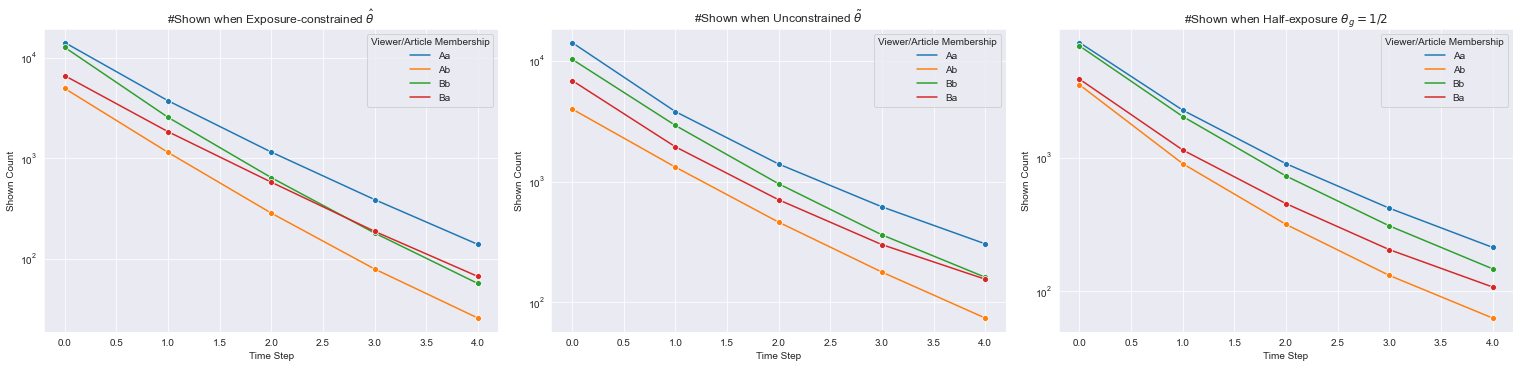 #Shown when Exposure-constrained θ̂
Shown Count
10⁴
10³
10²
Viewer/Article Membership
Aa
Ab
Bb
Ba
0.0 0.5 1.0 1.5 2.0 2.5 3.0 3.5 4.0
Time Step
#Shown when Unconstrained θ̃
Shown Count
10⁴
10³
10²
Viewer/Article Membership
Aa
Ab
Bb
Ba
0.0 0.5 1.0 1.5 2.0 2.5 3.0 3.5 4.0
Time Step
#Shown when Half-exposure θg = 1/2
Shown Count
10³
10²
Viewer/Article Membership
Aa
Ab
Bb
Ba
0.0 0.5 1.0 1.5 2.0 2.5 3.0 3.5 4.0
Time Step